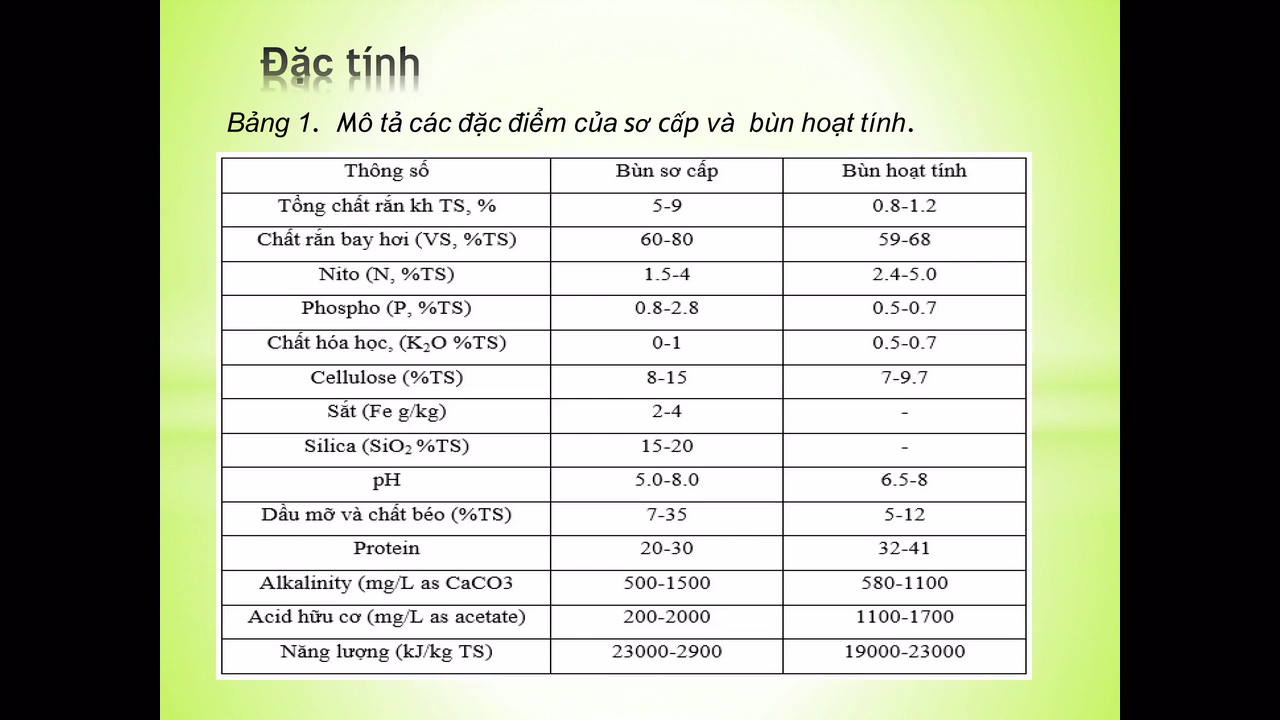 Đặc tính
Bảng 1. Mô tả các đặc điểm của sơ cấp và bùn hoạt tính.
Thông số Bùn sơ cấp Bùn hoạt tính
Tổng chất rắn kh TS, % 5-9 0.8-1.2
Chất rắn bay hơi (VS, %TS) 60-80 59-68
Nito (N, %TS) 1.5-4 2.4-5.0
Phospho (P, %TS) 0.8-2.8 0.5-0.7
Chất hóa học, (K₂O %TS) 0-1 0.5-0.7
Cellulose (%TS) 8-15 7-9.7
Sắt (Fe g/kg) 2-4 -
Silica (SiO₂ %TS) 15-20 -
pH 5.0-8.0 6.5-8
Dầu mỡ và chất béo (%TS) 7-35 5-12
Protein 20-30 32-41
Alkalinity (mg/L as CaCO3 500-1500 580-1100
Acid hữu cơ (mg/L as acetate) 200-2000 1100-1700
Năng lượng (kJ/kg TS) 23000-2900 19000-23000